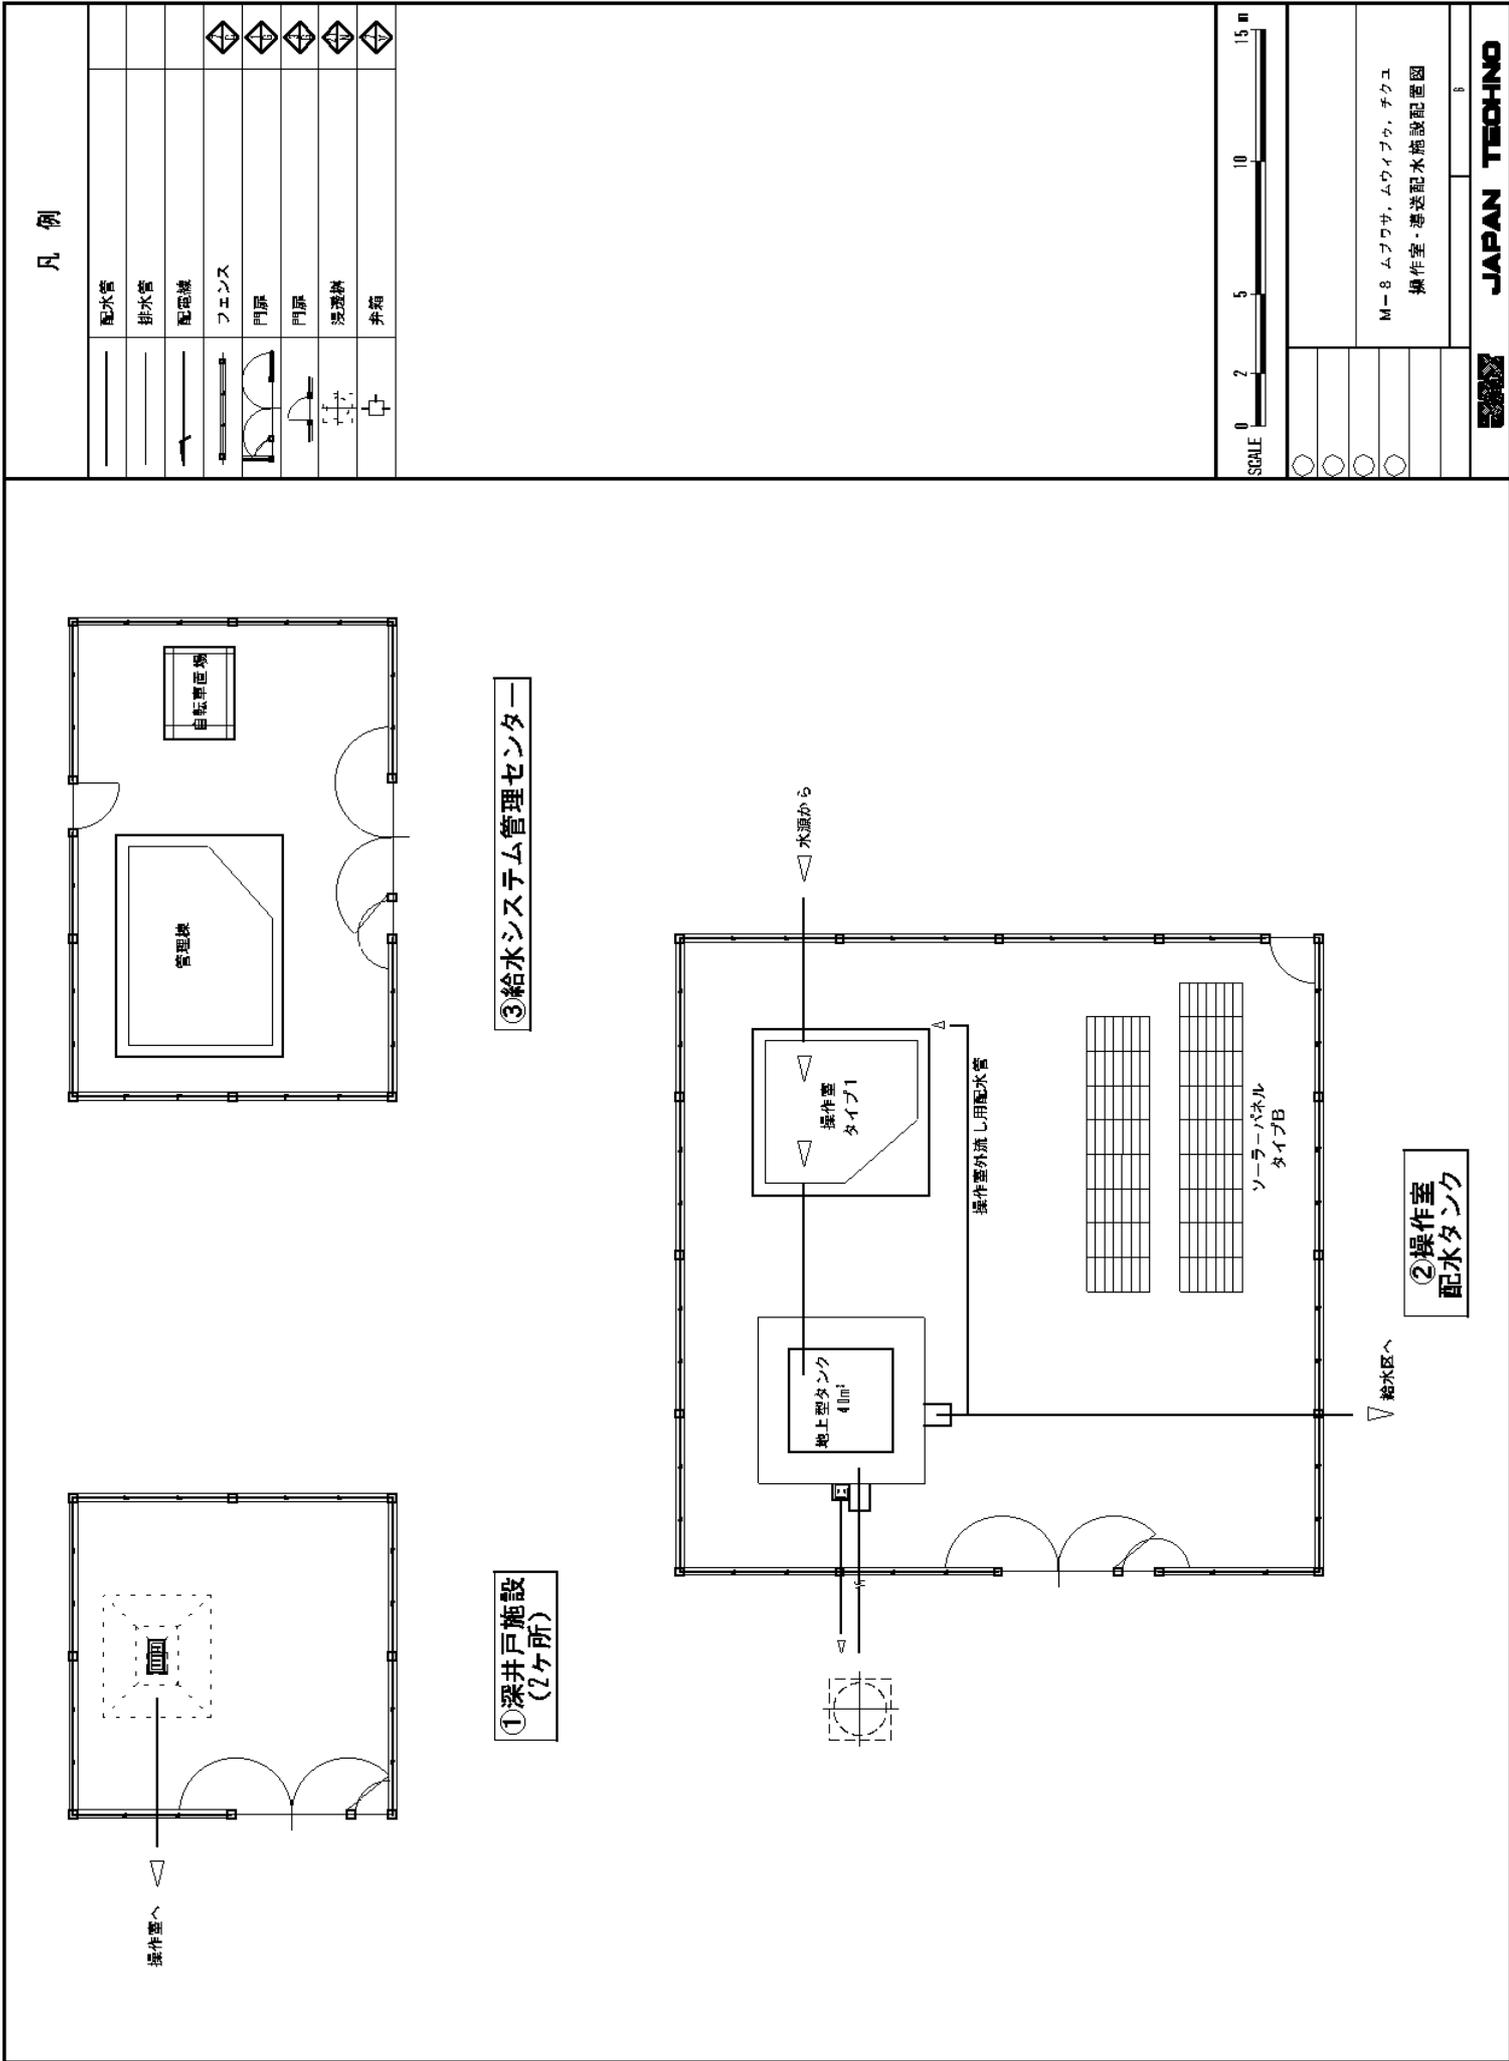 操作室へ
①深井戸施設
(2ヶ所)
管理棟
自転車置場
③給水システム管理センター
地上型タンク
40m³
操作室
タイプ1
水源から
操作室外流し用配水管
ソーラーパネル
タイプB
給水区へ
②操作室
配水タンク
凡 例
配水管
排水管
配電線
フェンス
門扉
門扉
浸透桝
弁箱
SCALE 0 2 5 10 15 m
M-8 ムブワサ, ムウィブゥ, チクユ
操作室・導送配水施設配置図
JAPAN TECHNO